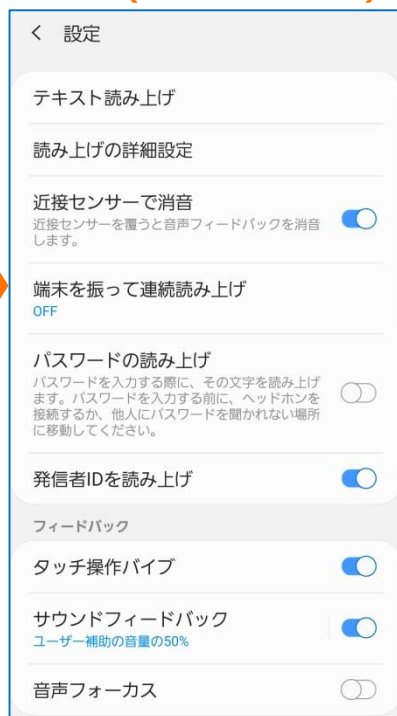 設定
テキスト読み上げ
読み上げの詳細設定
近接センサーで消音
近接センサーを覆うと音声フィードバックを消音
します。
端末を振って連続読み上げ
OFF
パスワードの読み上げ
パスワードを入力する際に、その文字を読み上げ
ます。パスワードを入力する前に、ヘッドホンを
接続するか、他人にパスワードを聞かれない場所
に移動してください。
発信者IDを読み上げ
フィードバック
タッチ操作バイブ
サウンドフィードバック
ユーザー補助の音量の50%
音声フォーカス